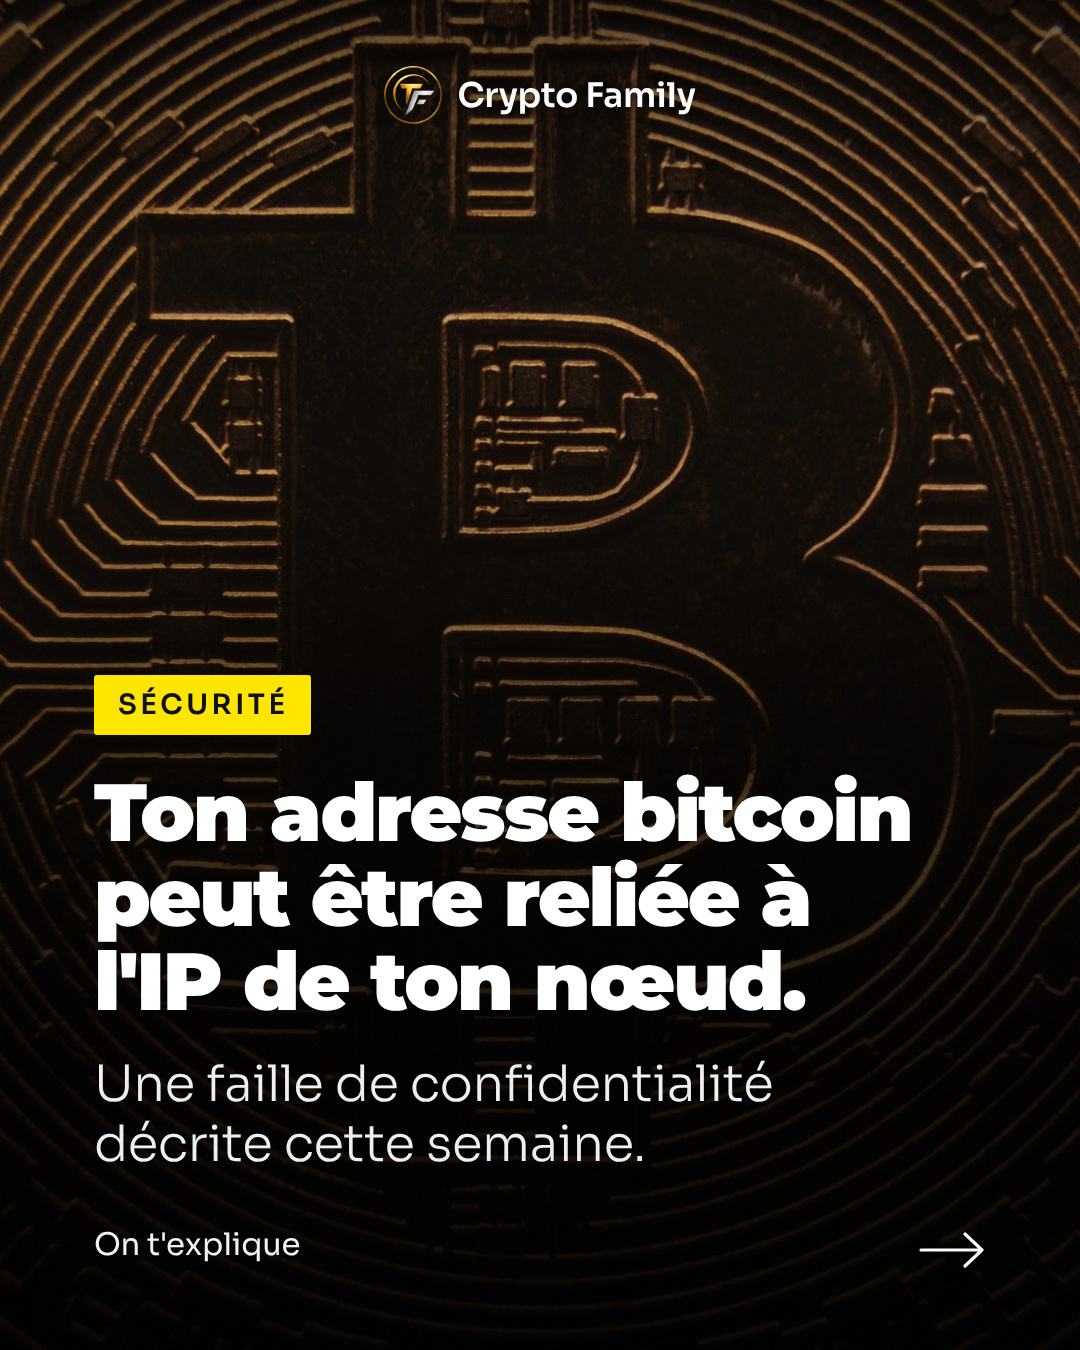 TF Crypto Family
SÉCURITÉ
Ton adresse bitcoin
peut être reliée à
l'IP de ton nœud.
Une faille de confidentialité
décrite cette semaine.
On t'explique